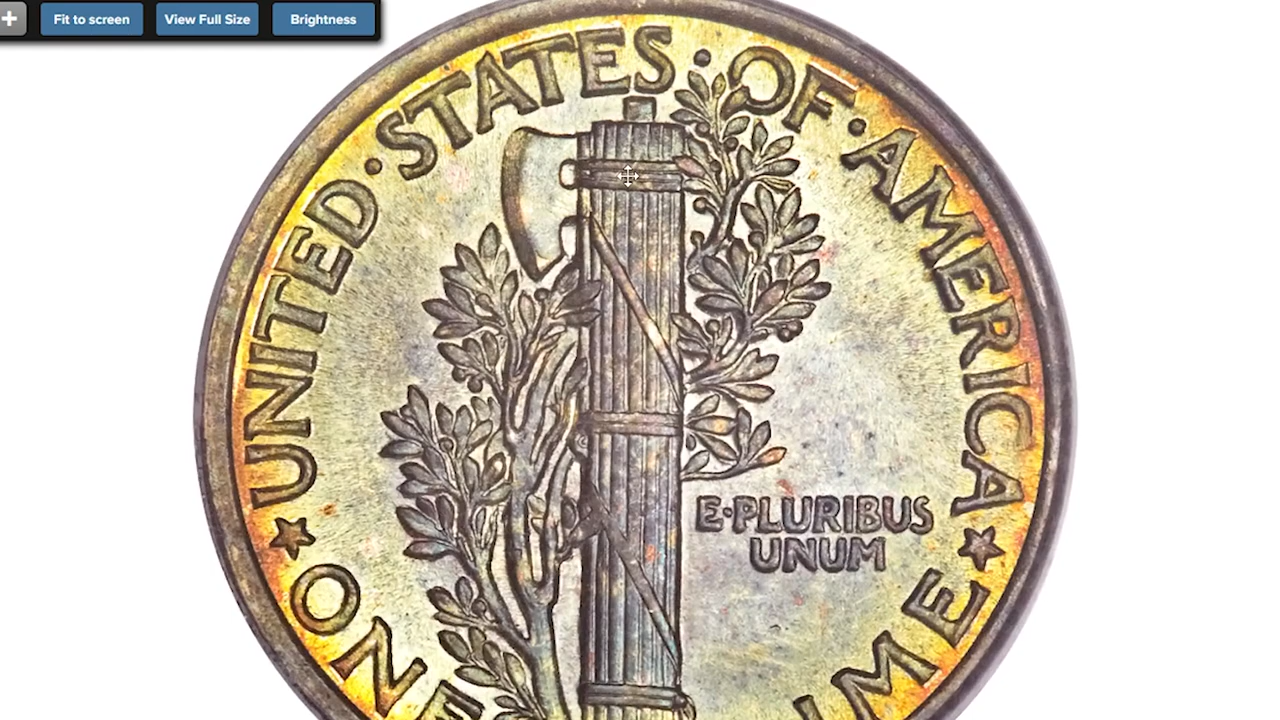 + Fit to screen View Full Size Brightness
UNITED·STATES·OF·AMERICA
E·PLURIBUS
UNUM
ONE DIME